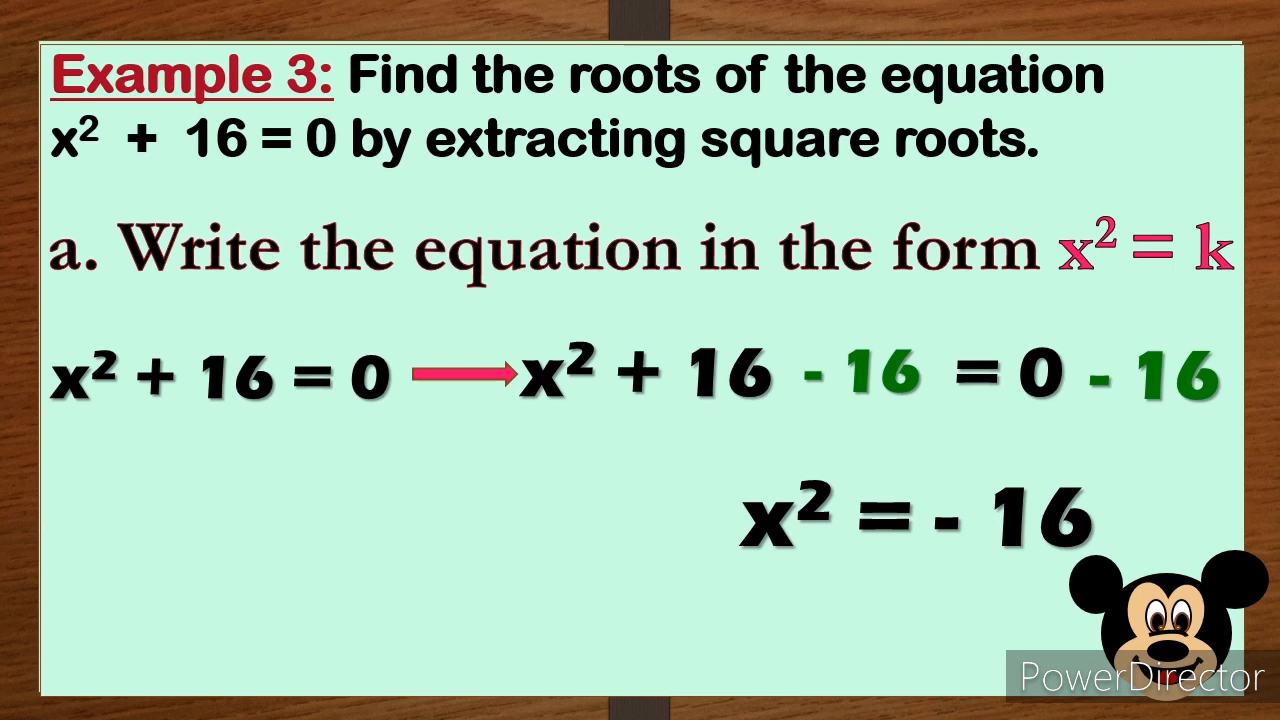 Example 3: Find the roots of the equation
x² + 16 = 0 by extracting square roots.
a. Write the equation in the form x² = k
x² + 16 = 0 x² + 16 - 16 = 0 - 16
x² = - 16
PowerDirector